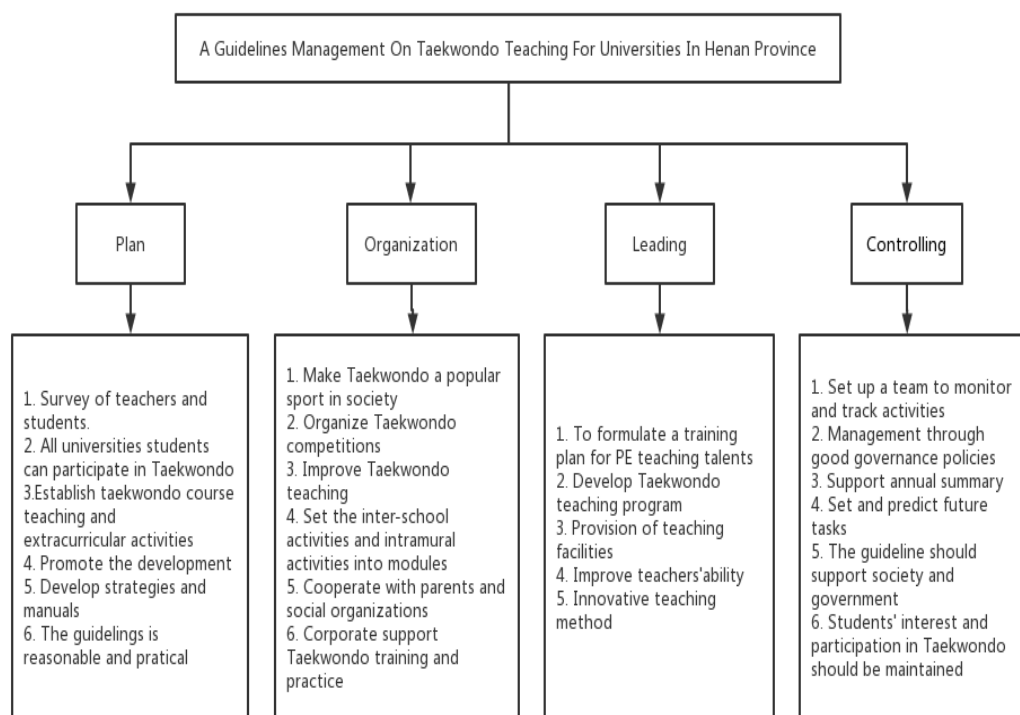 A Guidelines Management On Taekwondo Teaching For Universities In Henan Province
Plan
Organization
Leading
Controlling
1. Survey of teachers and
students.
2. All universities students
can participate in Taekwondo
3.Establish taekwondo course
teaching and
extracurricular activities
4. Promote the development
5. Develop strategies and
manuals
6. The guidelings is
reasonable and pratical
1. Make Taekwondo a popular
sport in society
2. Organize Taekwondo
competitions
3. Improve Taekwondo
teaching
4. Set the inter-school
activities and intramural
activities into modules
5. Cooperate with parents and
social organizations
6. Corporate support
Taekwondo training and
practice
1. To formulate a training
plan for PE teaching talents
2. Develop Taekwondo
teaching program
3. Provision of teaching
facilities
4. Improve teachers'ability
5. Innovative teaching
method
1. Set up a team to monitor
and track activities
2. Management through
good governance policies
3. Support annual summary
4. Set and predict future
tasks
5. The guideline should
support society and
government
6. Students' interest and
participation in Taekwondo
should be maintained